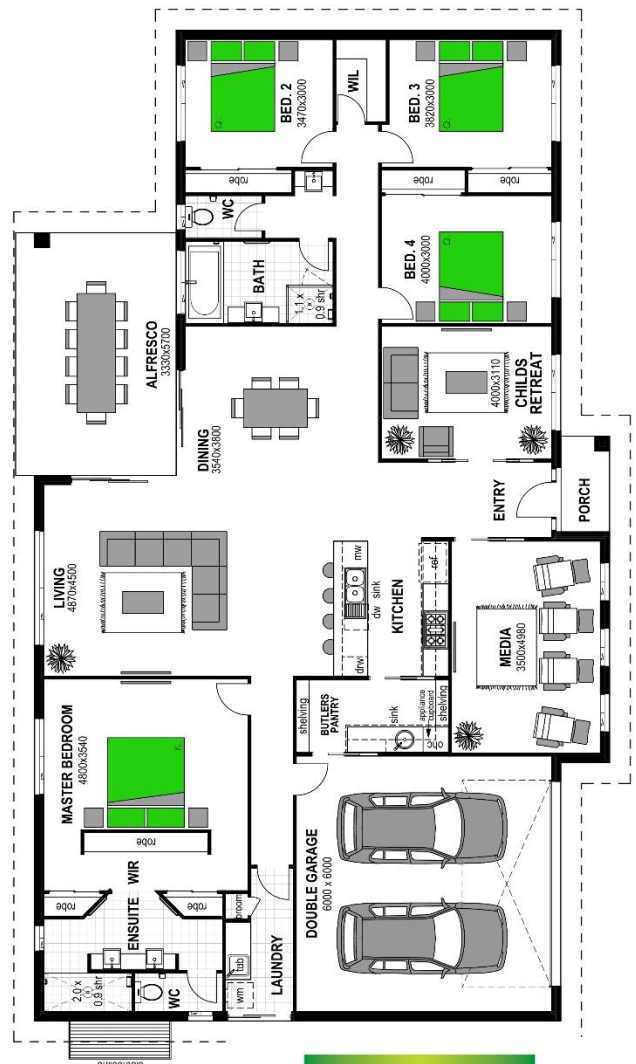 BED. 2
3470x3000
WIL
BED. 3
3820x3000
Q.
Q.
robe
robe
robe
WC
BATH
1.1 x
0.9 shr
BED. 4
4000x3000
Q.
ALFRESCO
3330x5700
DINING
3540x3800
4000x3110
CHILDS
RETREAT
ENTRY
PORCH
LIVING
4870x4500
mw
sink
dw
drw
ref
KITCHEN
MEDIA
3500x4980
MASTER BEDROOM
4800x3540
K.
shelving
BUTLERS
PANTRY
sink
appliance
cupboard
shelving
ohc
robe
WIR
robe
robe
ENSUITE
2.0 x
0.9 shr
WC
broom
tab
wm
LAUNDRY
DOUBLE GARAGE
6000 x 6000